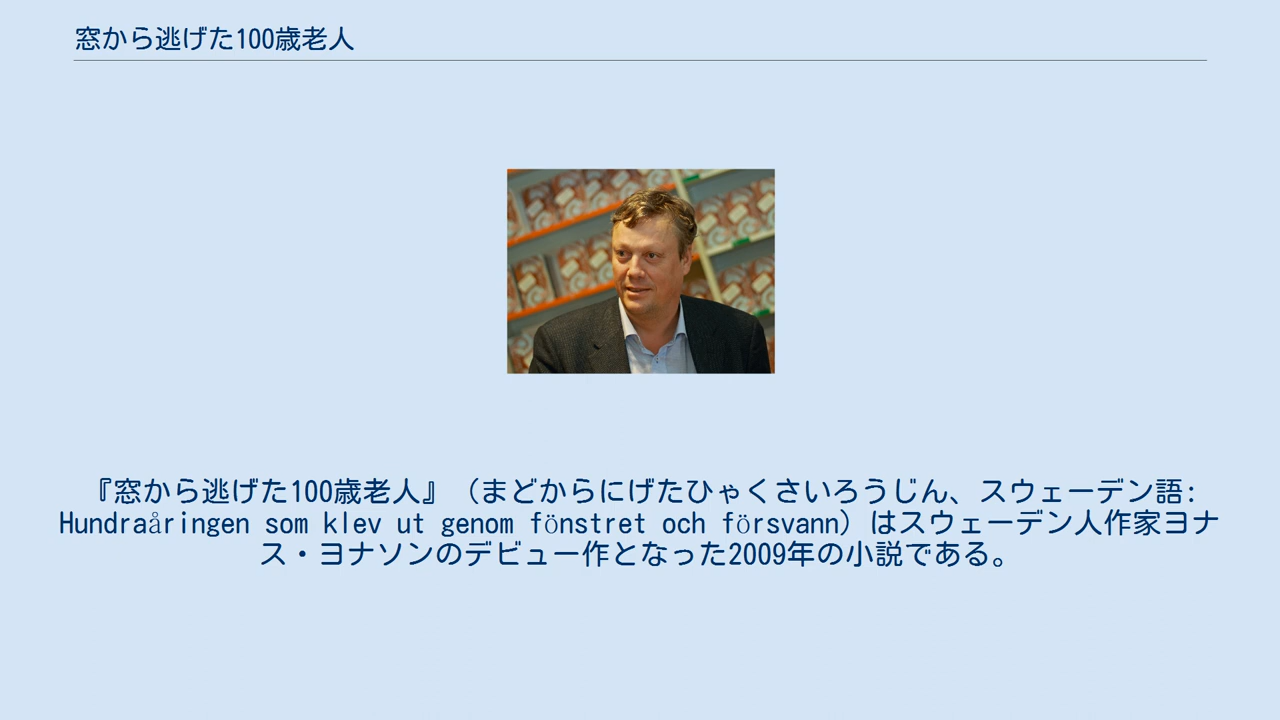 窓から逃げた100歳老人
『窓から逃げた100歳老人』（まどからにげたひゃくさいろうじん、スウェーデン語:
Hundraåringen som klev ut genom fönstret och försvann）はスウェーデン人作家ヨナ
ス・ヨナソンのデビュー作となった2009年の小説である。